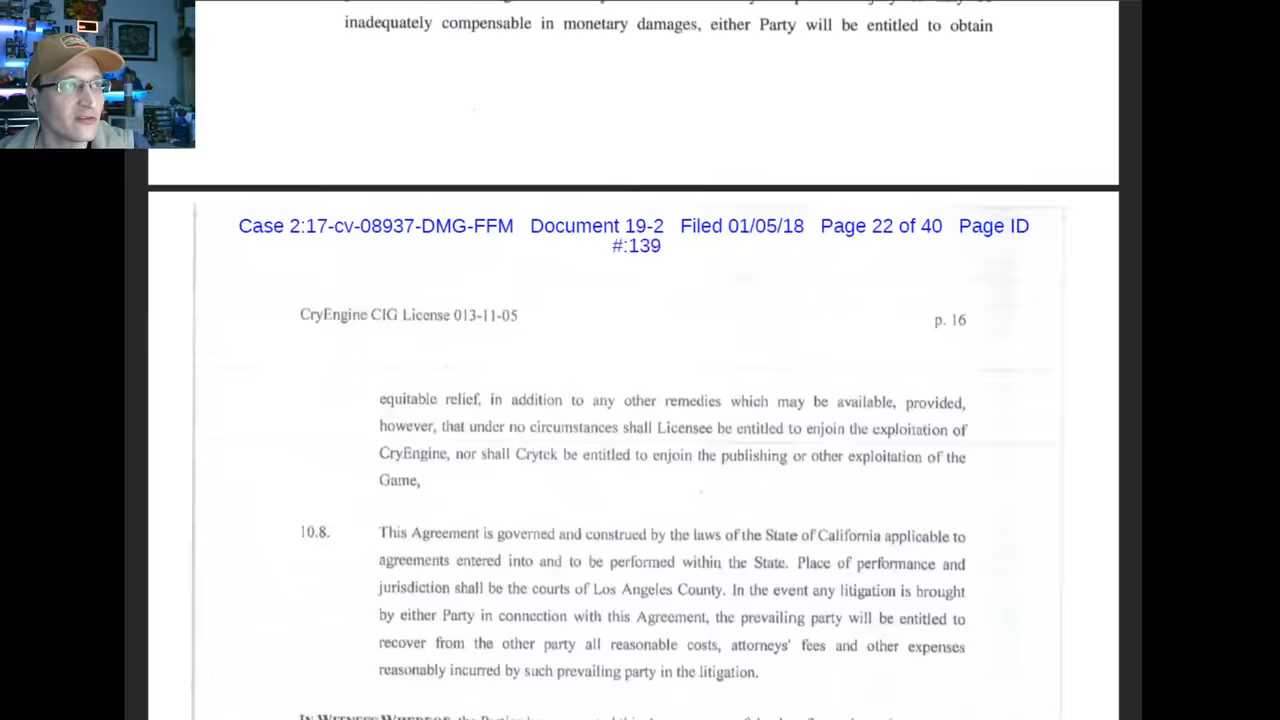 inadequately compensable in monetary damages, either Party will be entitled to obtain
Case 2:17-cv-08937-DMG-FFM Document 19-2 Filed 01/05/18 Page 22 of 40 Page ID
#:139
CryEngine CIG License 013-11-05
p. 16
equitable relief, in addition to any other remedies which may be available, provided,
however, that under no circumstances shall Licensee be entitled to enjoin the exploitation of
CryEngine, nor shall Crytek be entitled to enjoin the publishing or other exploitation of the
Game,
10.8. This Agreement is governed and construed by the laws of the State of California applicable to
agreements entered into and to be performed within the State. Place of performance and
jurisdiction shall be the courts of Los Angeles County. In the event any litigation is brought
by either Party in connection with this Agreement, the prevailing party will be entitled to
recover from the other party all reasonable costs, attorneys' fees and other expenses
reasonably incurred by such prevailing party in the litigation.
IN WITNESS WHEREOF, the Parties